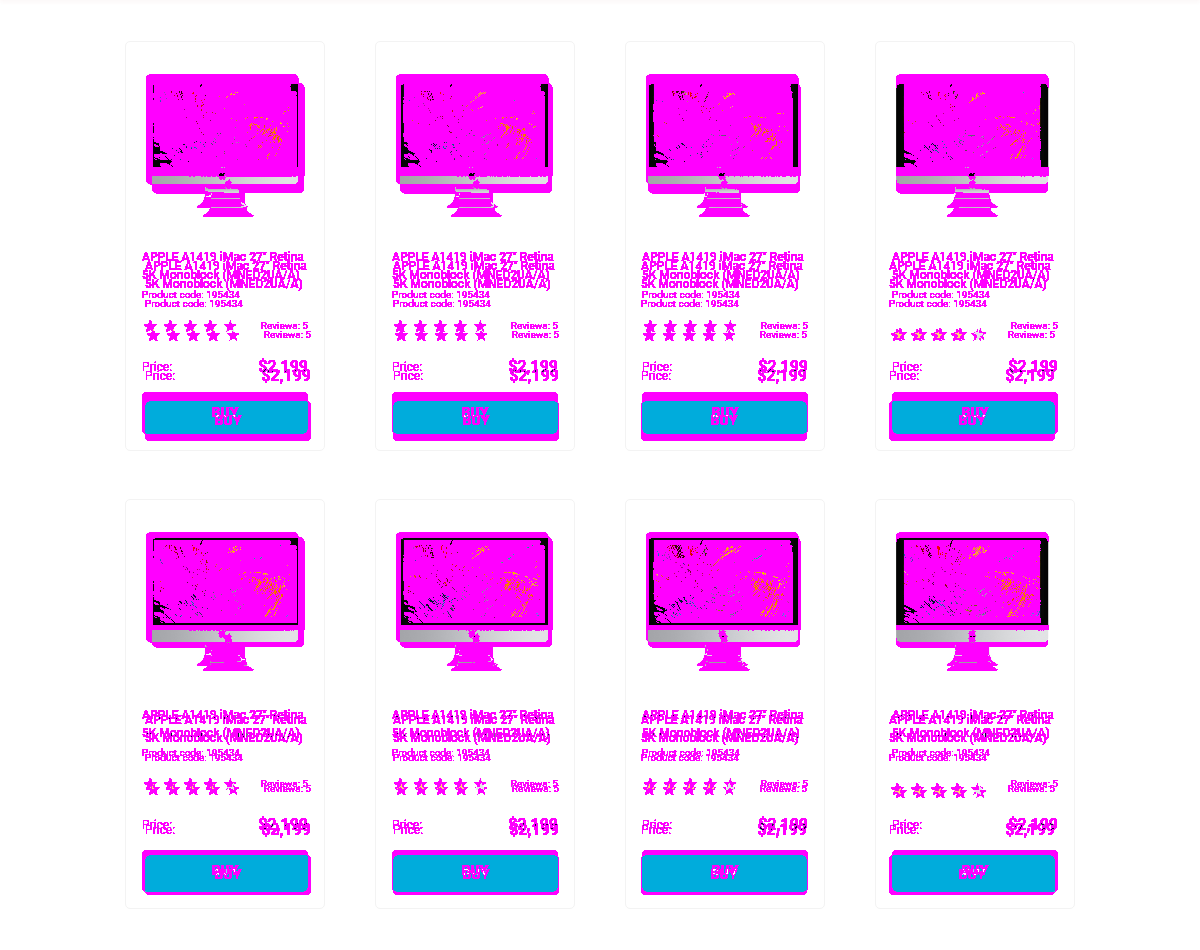 APPLE A1419 iMac 27" Retina
5K Monoblock (MNED2UA/A)
Product code: 195434
Reviews: 5
Price: $2,199
BUY
APPLE A1419 iMac 27" Retina
5K Monoblock (MNED2UA/A)
Product code: 195434
Reviews: 5
Price: $2,199
BUY
APPLE A1419 iMac 27" Retina
5K Monoblock (MNED2UA/A)
Product code: 195434
Reviews: 5
Price: $2,199
BUY
APPLE A1419 iMac 27" Retina
5K Monoblock (MNED2UA/A)
Product code: 195434
Reviews: 5
Price: $2,199
BUY
APPLE A1419 iMac 27" Retina
5K Monoblock (MNED2UA/A)
Product code: 195434
Reviews: 5
Price: $2,199
BUY
APPLE A1419 iMac 27" Retina
5K Monoblock (MNED2UA/A)
Product code: 195434
Reviews: 5
Price: $2,199
BUY
APPLE A1419 iMac 27" Retina
5K Monoblock (MNED2UA/A)
Product code: 195434
Reviews: 5
Price: $2,199
BUY
APPLE A1419 iMac 27" Retina
5K Monoblock (MNED2UA/A)
Product code: 195434
Reviews: 5
Price: $2,199
BUY